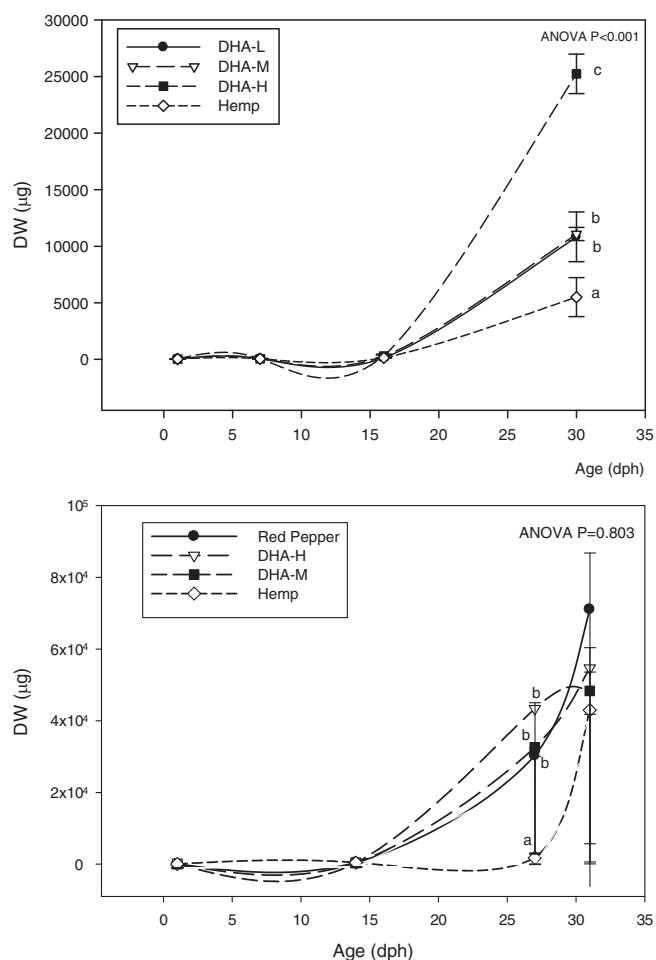 30000
25000
20000
15000
10000
5000
0
DW (µg)
DHA-L
DHA-M
DHA-H
Hemp
ANOVA P<0.001
c
b
b
a
0 5 10 15 20 25 30 35
Age (dph)
10⁵
8x10⁴
6x10⁴
4x10⁴
2x10⁴
0
DW (µg)
Red Pepper
DHA-H
DHA-M
Hemp
ANOVA P=0.803
b
b
b
a
0 5 10 15 20 25 30 35
Age (dph)